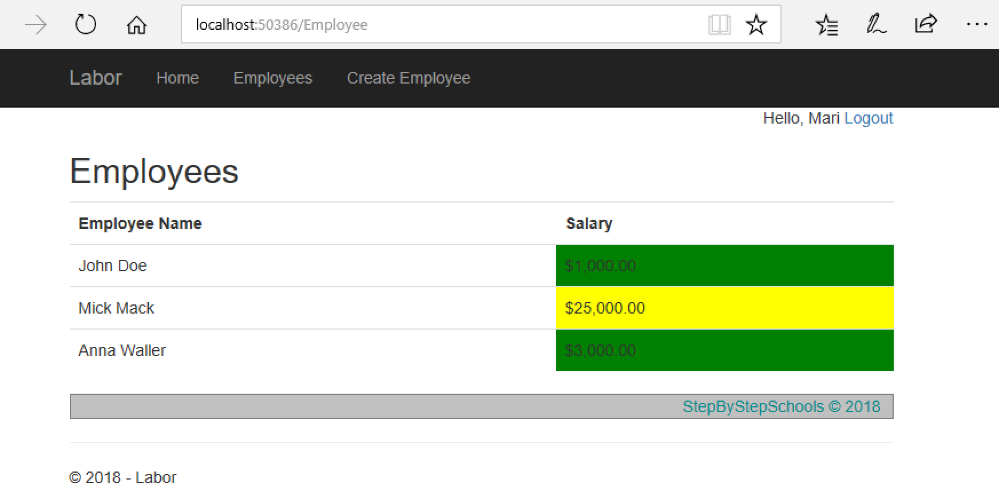 localhost:50386/Employee
Labor Home Employees Create Employee
Hello, Mari Logout
Employees
Employee Name Salary
John Doe $1,000.00
Mick Mack $25,000.00
Anna Waller $3,000.00
StepByStepSchools © 2018
© 2018 - Labor